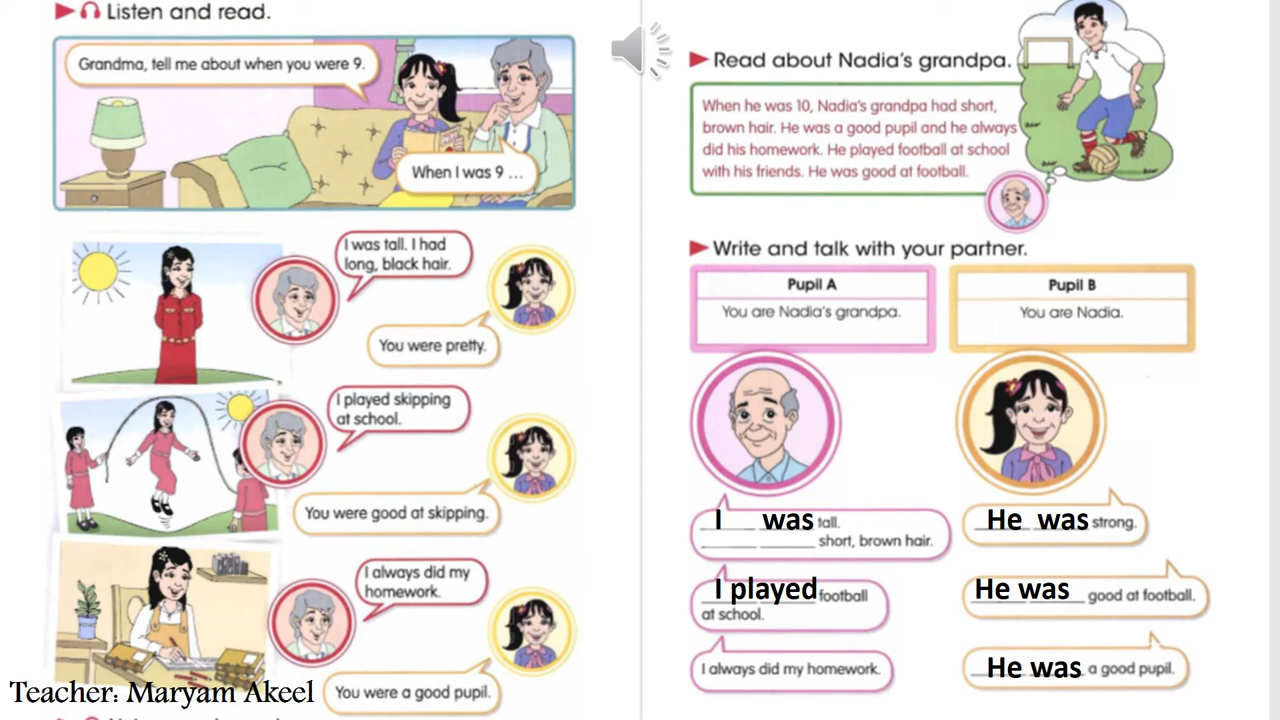 Listen and read.
Grandma, tell me about when you were 9.
When I was 9 ...
I was tall. I had
long, black hair.
You were pretty.
I played skipping
at school.
You were good at skipping.
I always did my
homework.
You were a good pupil.
Teacher: Maryam Akeel
Read about Nadia's grandpa.
When he was 10, Nadia's grandpa had short,
brown hair. He was a good pupil and he always
did his homework. He played football at school
with his friends. He was good at football.
Write and talk with your partner.
Pupil A
You are Nadia's grandpa.
Pupil B
You are Nadia.
I was tall.
______ ______ short, brown hair.
He was strong.
I played football
at school.
He was good at football.
I always did my homework.
He was a good pupil.